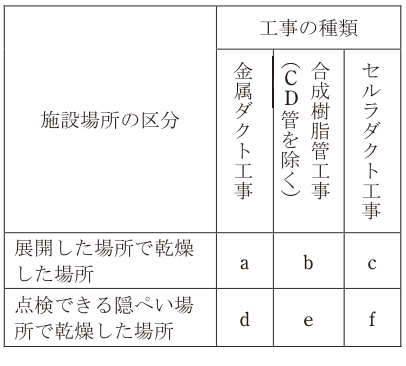 工事の種類
施設場所の区分
金属ダクト工事
合成樹脂管工事
（CD管を除く）
セルラダクト工事
展開した場所で乾燥
した場所
a
b
c
点検できる隠ぺい場
所で乾燥した場所
d
e
f